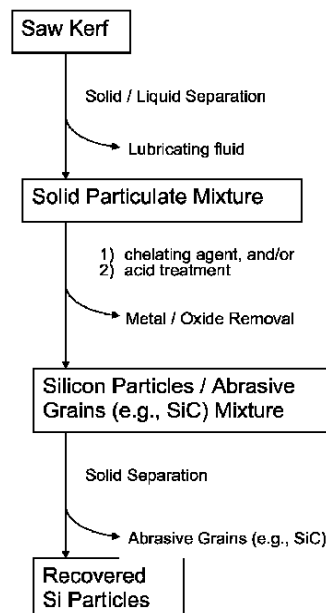 Saw Kerf
Solid / Liquid Separation
Lubricating fluid
Solid Particulate Mixture
1) chelating agent, and/or
2) acid treatment
Metal / Oxide Removal
Silicon Particles / Abrasive
Grains (e.g., SiC) Mixture
Solid Separation
Abrasive Grains (e.g., SiC)
Recovered
Si Particles